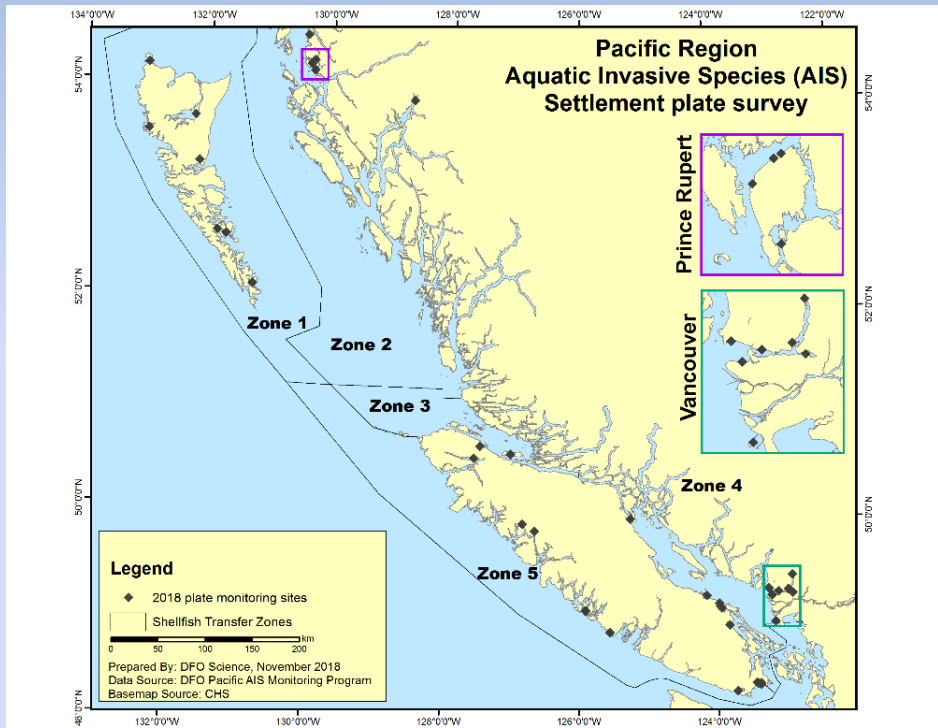 134°0'0"W
132°0'0"W
130°0'0"W
128°0'0"W
126°0'0"W
124°0'0"W
122°0'0"W
Pacific Region
Aquatic Invasive Species (AIS)
Settlement plate survey
54°0'0"N
54°0'0"N
Prince Rupert
52°0'0"N
52°0'0"N
Zone 1
Zone 2
Vancouver
Zone 3
Zone 4
50°0'0"N
50°0'0"N
Zone 5
Legend
2018 plate monitoring sites
Shellfish Transfer Zones
km
0 50 100 150 200
Prepared By: DFO Science, November 2018
Data Source: DFO Pacific AIS Monitoring Program
Basemap Source: CHS
48°0'0"N
132°0'0"W
130°0'0"W
128°0'0"W
126°0'0"W
124°0'0"W